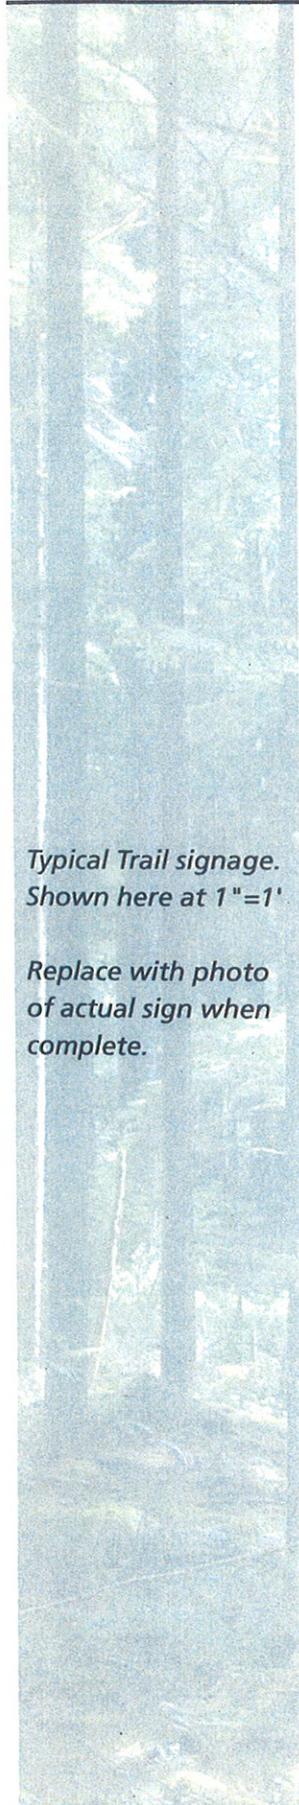 Typical Trail signage.
Shown here at 1"=1'
Replace with photo
of actual sign when
complete.